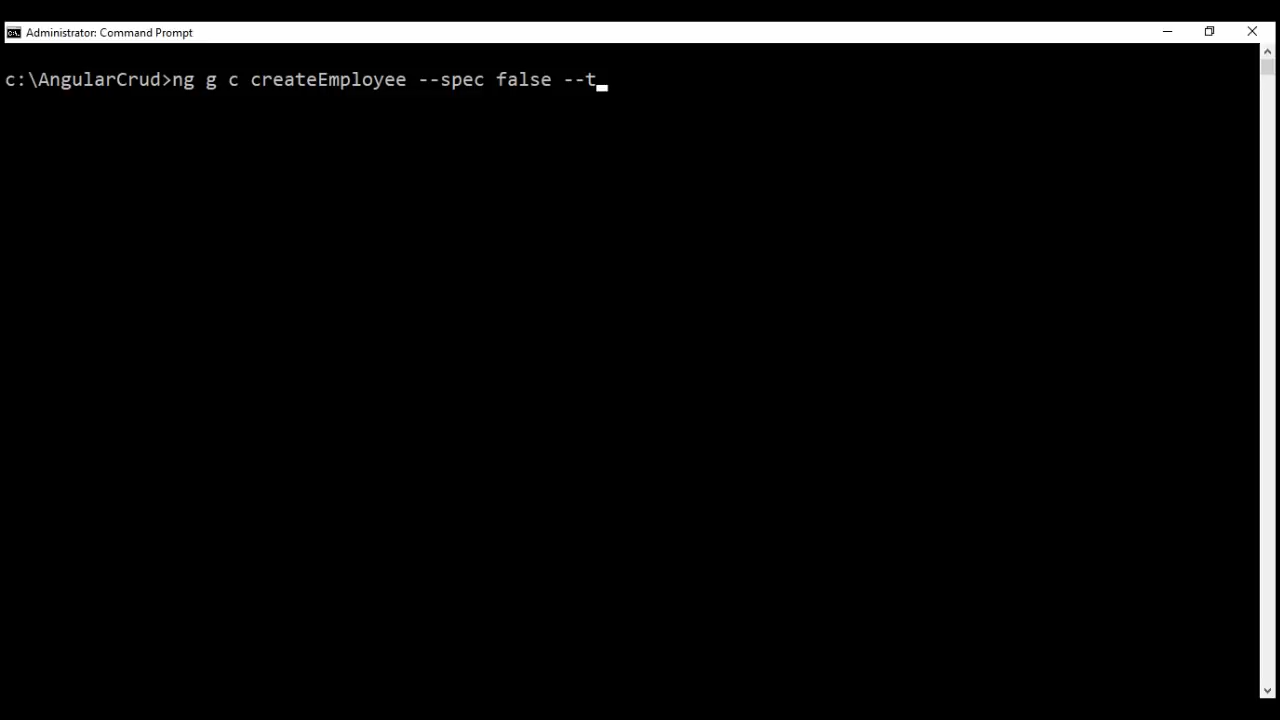 Administrator: Command Prompt
c:\AngularCrud>ng g c createEmployee --spec false --t